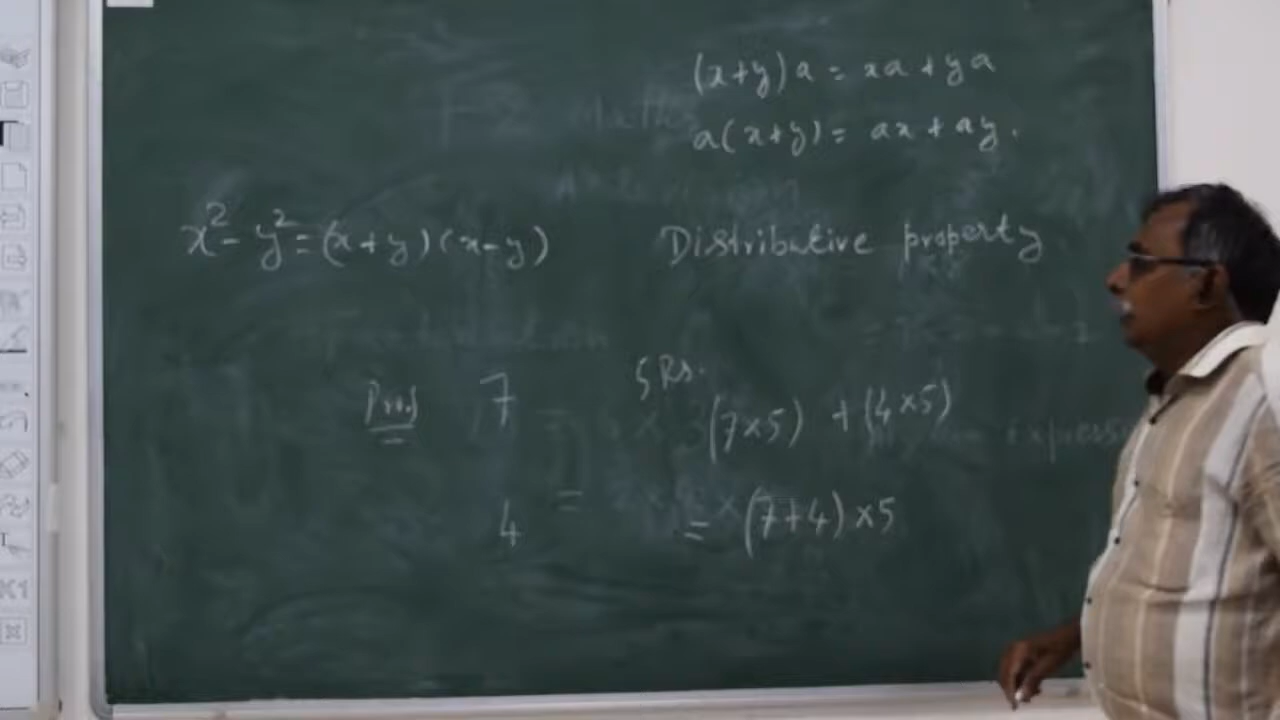 (x+y)a = xa + ya
a(x+y) = ax + ay.
x² - y² = (x+y)(x-y)
Distributive property
5 Rs.
Proof 7 (7×5) + (4×5)
4 = (7+4)×5